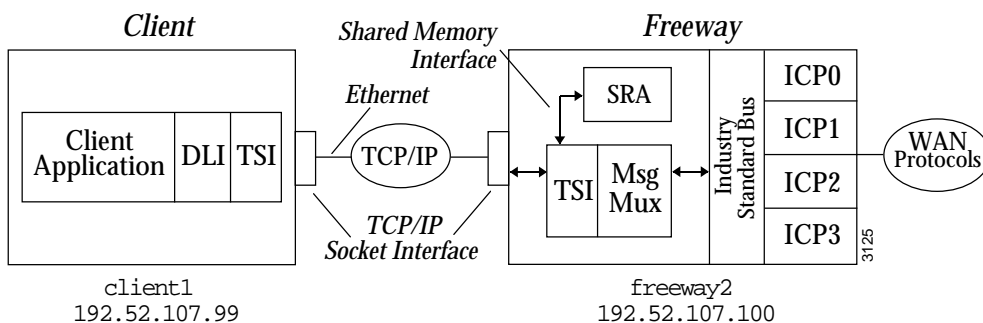 Client
Freeway
Shared Memory
Interface
Ethernet
Client
Application
DLI
TSI
TCP/IP
TCP/IP
Socket Interface
SRA
TSI
Msg
Mux
Industry
Standard Bus
ICP0
ICP1
ICP2
ICP3
WAN
Protocols
3125
client1
192.52.107.99
freeway2
192.52.107.100